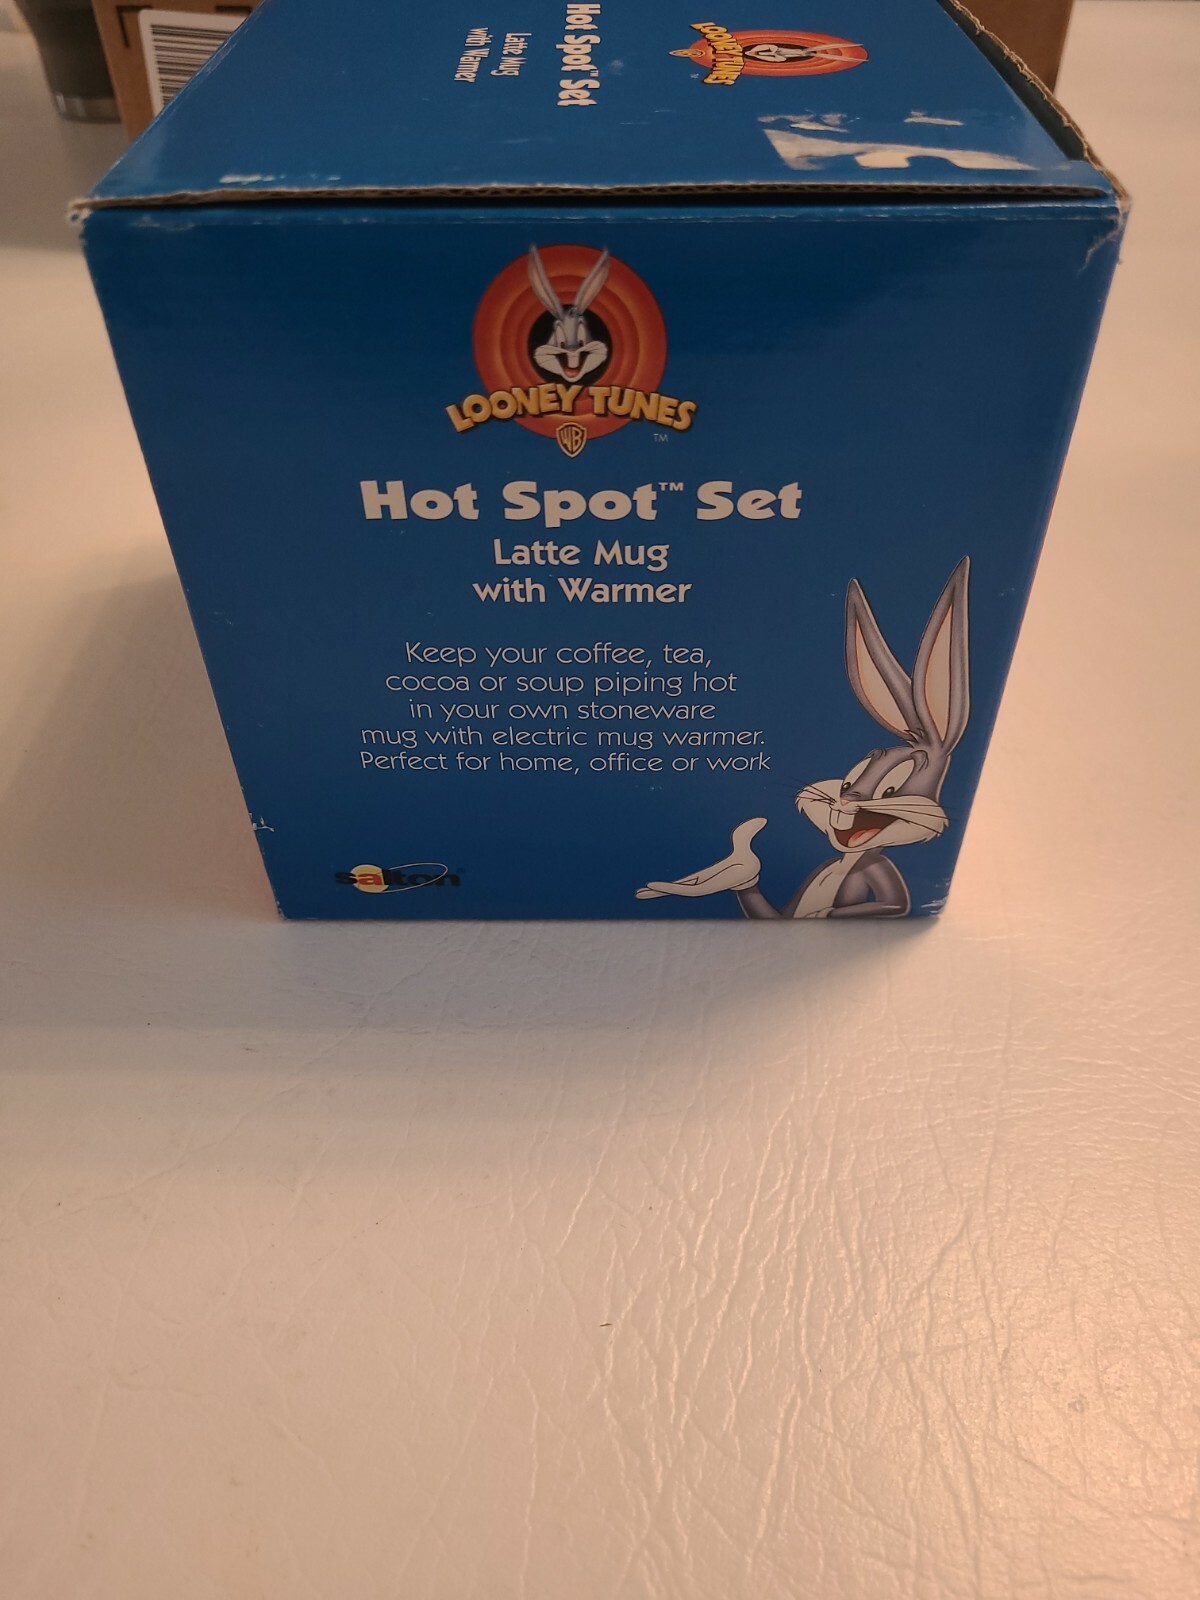 Hot Spot™ Set
Latte Mug
with Warmer
LOONEY TUNES
LOONEY TUNES
WB
TM
Hot Spot™ Set
Latte Mug
with Warmer
Keep your coffee, tea,
cocoa or soup piping hot
in your own stoneware
mug with electric mug warmer.
Perfect for home, office or work
salton®